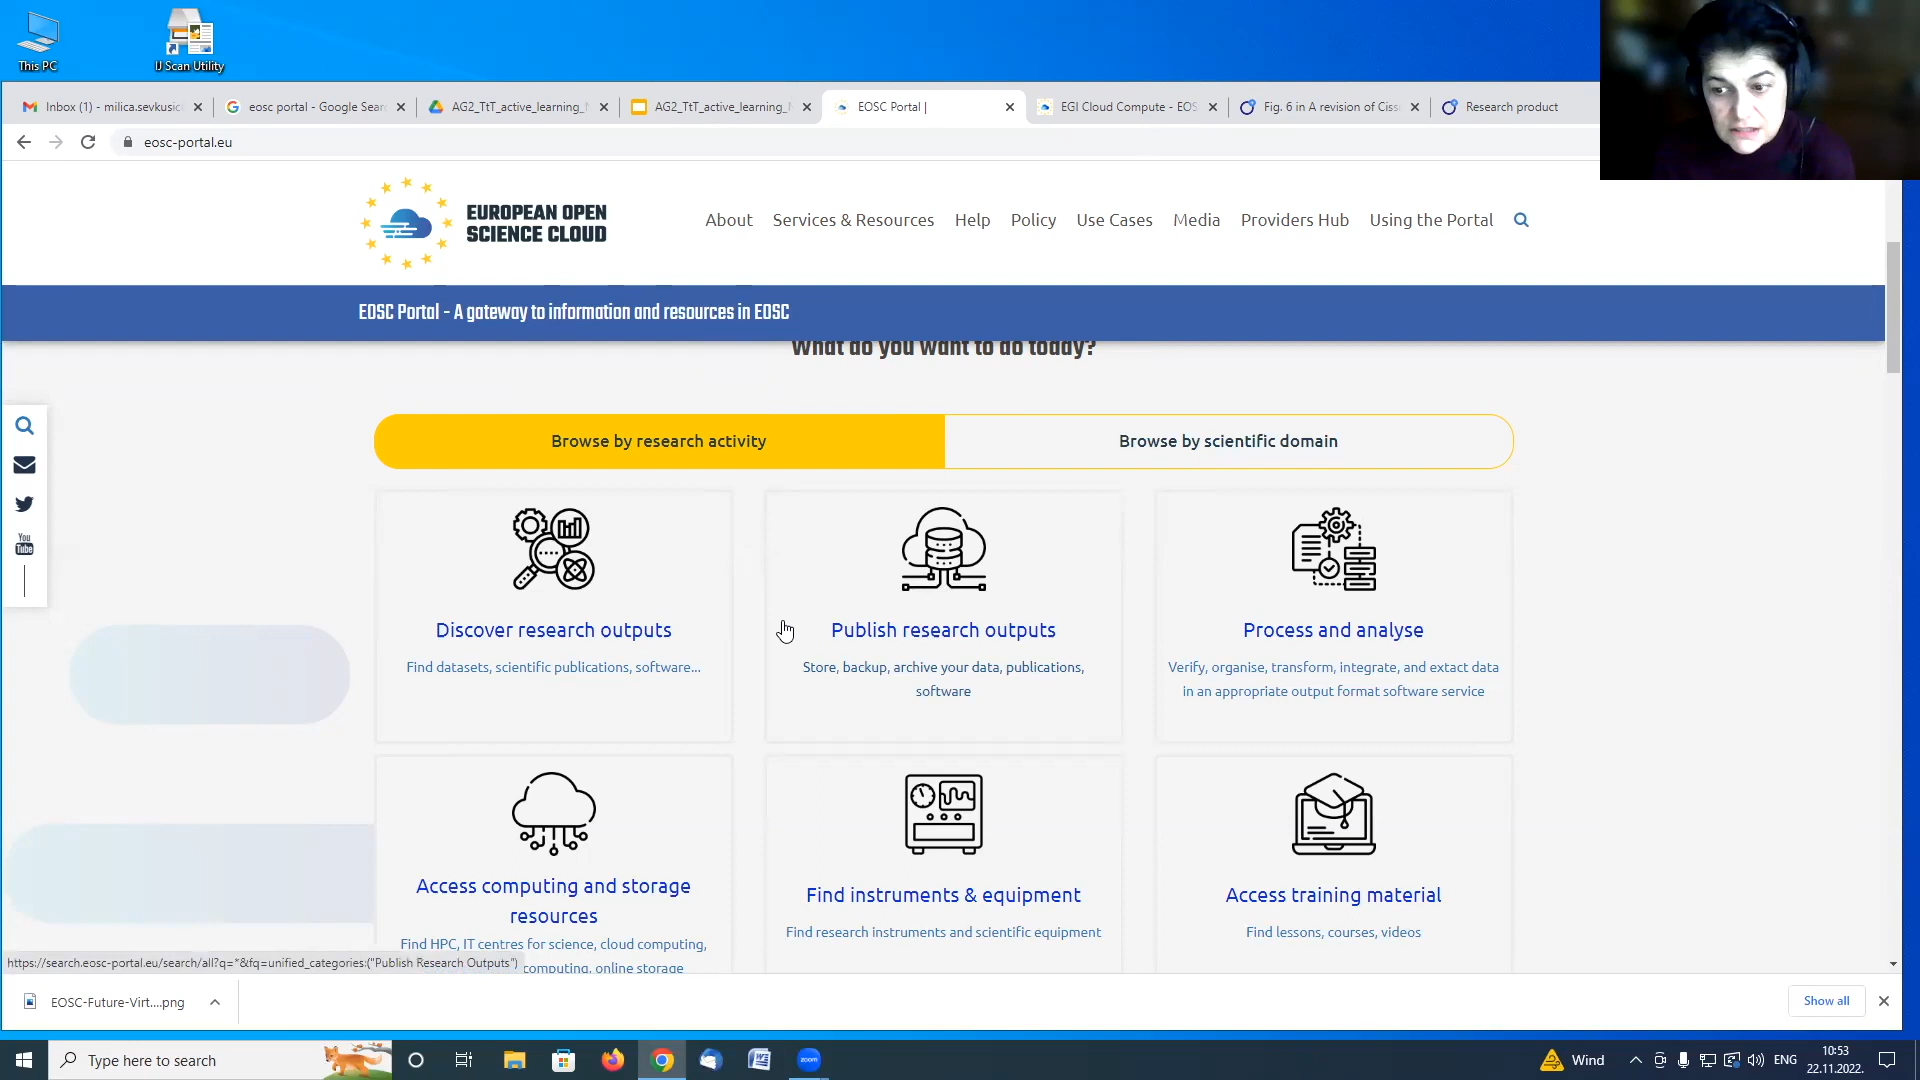 This PC
IJ Scan Utility
Inbox (1) - milica.sevkusic
eosc portal - Google Sear
AG2_TtT_active_learning_
AG2_TtT_active_learning_
EOSC Portal |
EGI Cloud Compute - EOS
Fig. 6 in A revision of Ciss
Research product
eosc-portal.eu
EUROPEAN OPEN
SCIENCE CLOUD
About
Services & Resources
Help
Policy
Use Cases
Media
Providers Hub
Using the Portal
EOSC Portal - A gateway to information and resources in EOSC
What do you want to do today?
Browse by research activity
Browse by scientific domain
You
Tube
Discover research outputs
Find datasets, scientific publications, software...
Publish research outputs
Store, backup, archive your data, publications,
software
Process and analyse
Verify, organise, transform, integrate, and extact data
in an appropriate output format software service
Access computing and storage
resources
Find HPC, IT centres for science, cloud computing,
computing, online storage
Find instruments & equipment
Find research instruments and scientific equipment
Access training material
Find lessons, courses, videos
https://search.eosc-portal.eu/search/all?q=*&fq=unified_categories:("Publish Research Outputs")
EOSC-Future-Virt....png
Show all
Type here to search
W
zoom
Wind
ENG
10:53
22.11.2022.